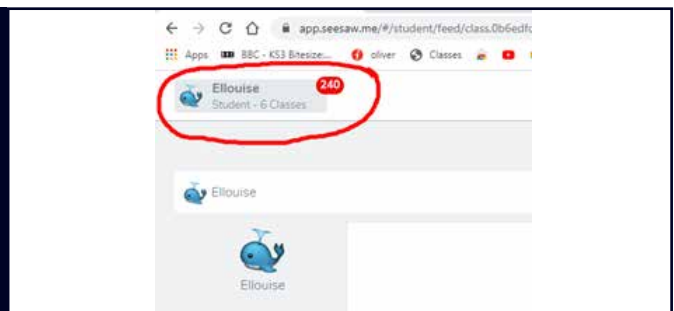 app.seesaw.me/#/student/feed/class.0b6edfc
Apps BBC - KS3 Bitesize... oliver Classes
Ellouise 240
Student - 6 Classes
Ellouise
Ellouise